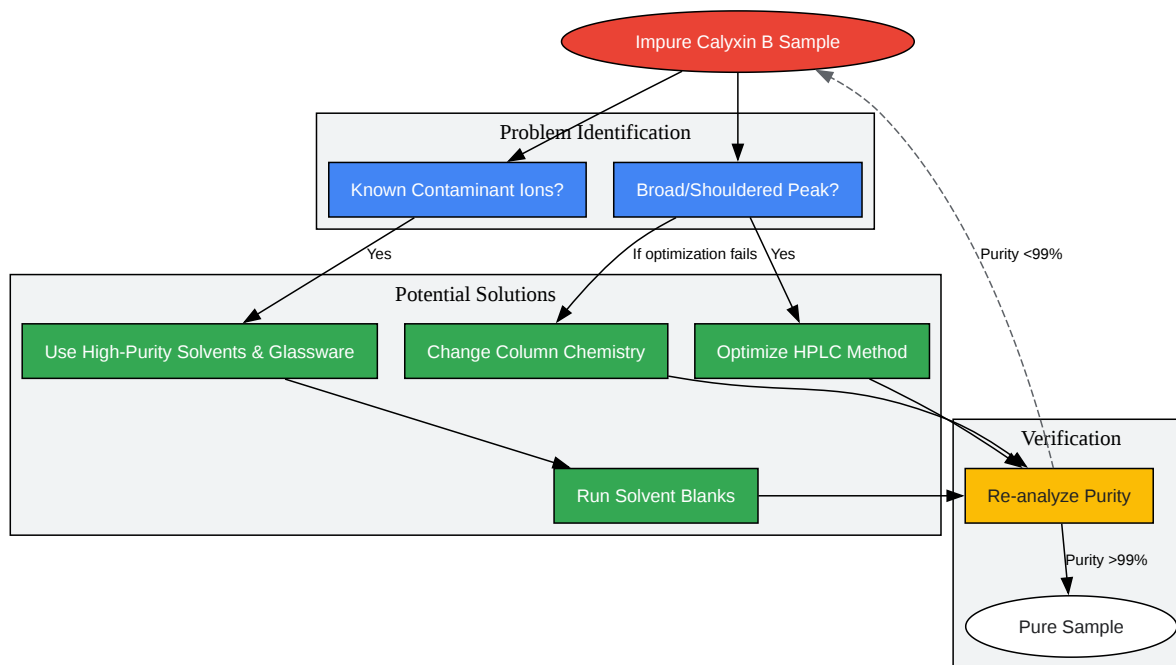 Impure Calyxin B Sample
Problem Identification
Known Contaminant Ions?
Broad/Shouldered Peak?
Yes
If optimization fails
Yes
Purity <99%
Potential Solutions
Use High-Purity Solvents & Glassware
Change Column Chemistry
Optimize HPLC Method
Verification
Run Solvent Blanks
Re-analyze Purity
Purity >99%
Pure Sample